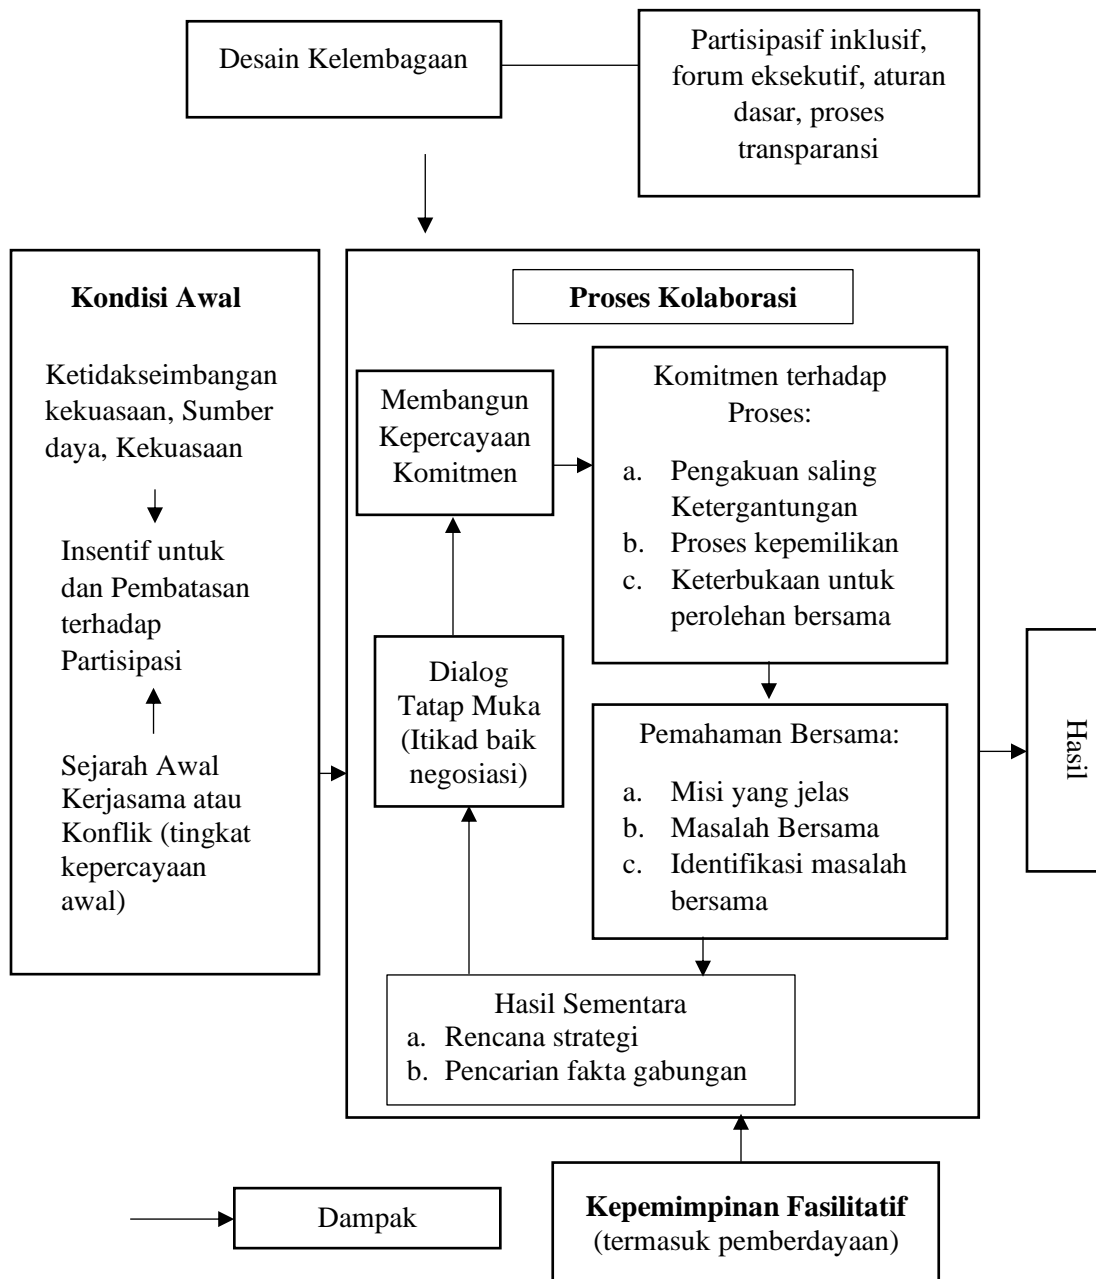 Desain Kelembagaan
Partisipasif inklusif,
forum eksekutif, aturan
dasar, proses
transparansi
Kondisi Awal
Ketidakseimbangan
kekuasaan, Sumber
daya, Kekuasaan
Insentif untuk
dan Pembatasan
terhadap
Partisipasi
Sejarah Awal
Kerjasama atau
Konflik (tingkat
kepercayaan
awal)
Proses Kolaborasi
Membangun
Kepercayaan
Komitmen
Komitmen terhadap
Proses:
a. Pengakuan saling
Ketergantungan
b. Proses kepemilikan
c. Keterbukaan untuk
perolehan bersama
Dialog
Tatap Muka
(Itikad baik
negosiasi)
Pemahaman Bersama:
a. Misi yang jelas
b. Masalah Bersama
c. Identifikasi masalah
bersama
Hasil Sementara
a. Rencana strategi
b. Pencarian fakta gabungan
Hasil
Kepemimpinan Fasilitatif
(termasuk pemberdayaan)
Dampak